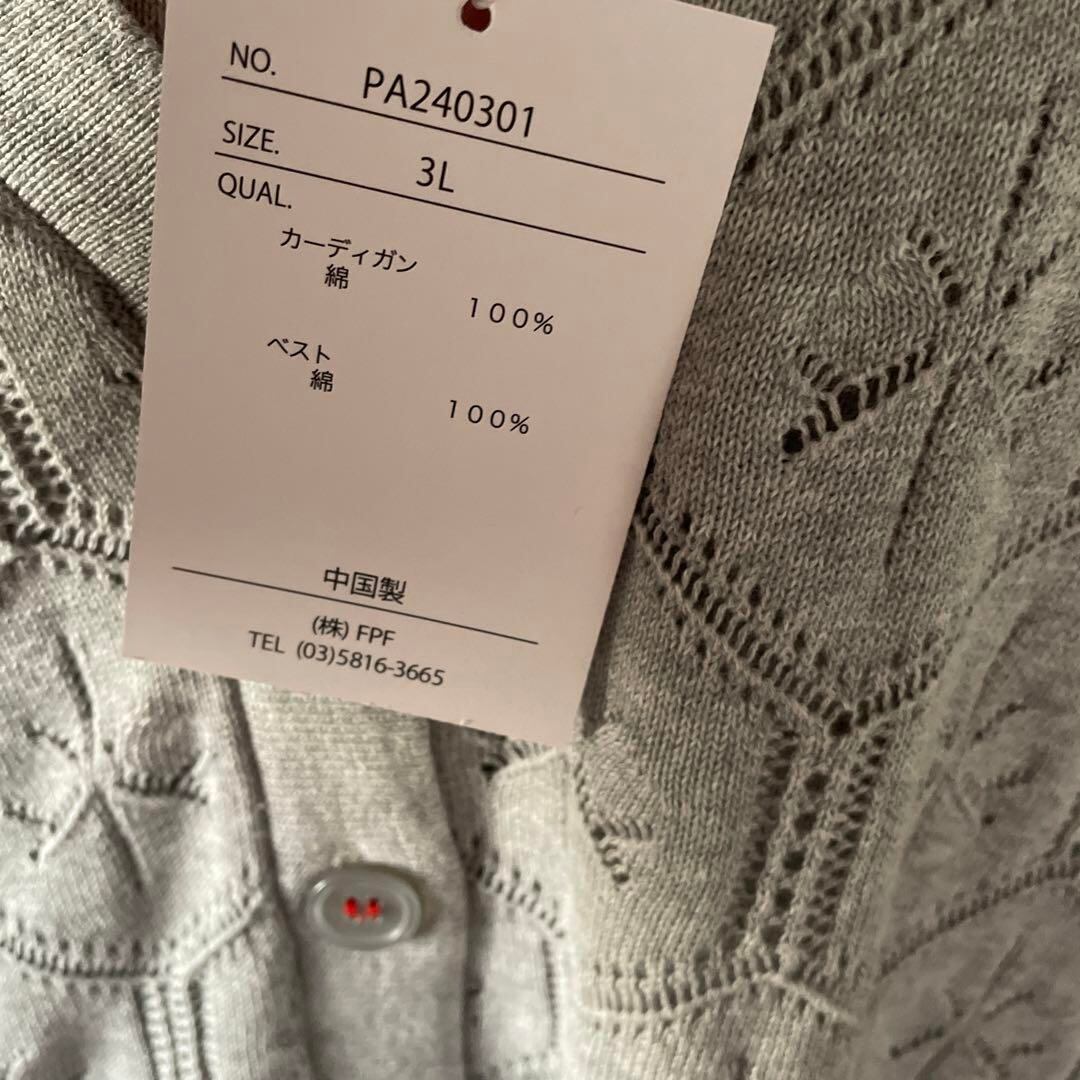 NO. PA240301
SIZE. 3L
QUAL.
カーディガン
綿
100%
ベスト
綿
100%
中国製
(株) FPF
TEL (03)5816-3665